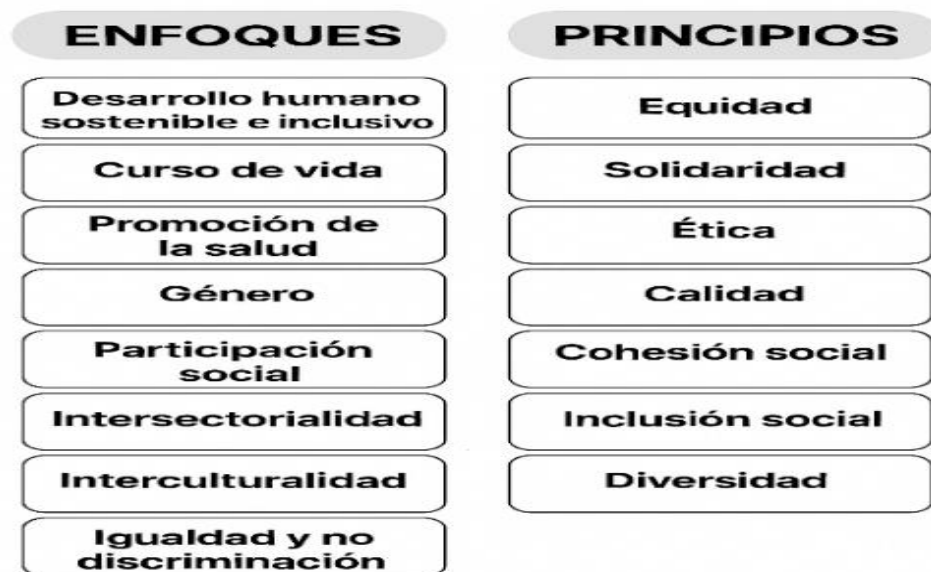 ENFOQUES
Desarrollo humano
sostenible e inclusivo
Curso de vida
Promoción de
la salud
Género
Participación
social
Intersectorialidad
Interculturalidad
Igualdad y no
discriminación
PRINCIPIOS
Equidad
Solidaridad
Ética
Calidad
Cohesión social
Inclusión social
Diversidad